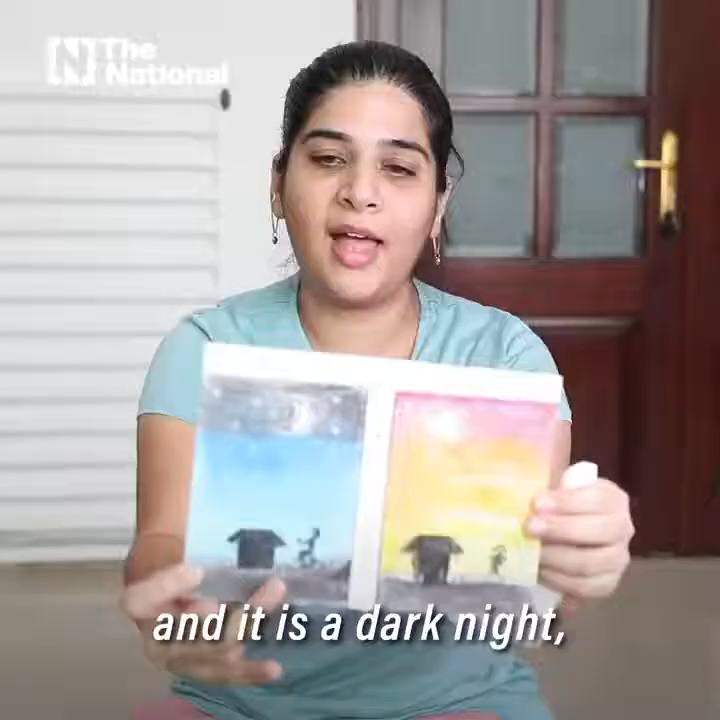 The
National
and it is a dark night,